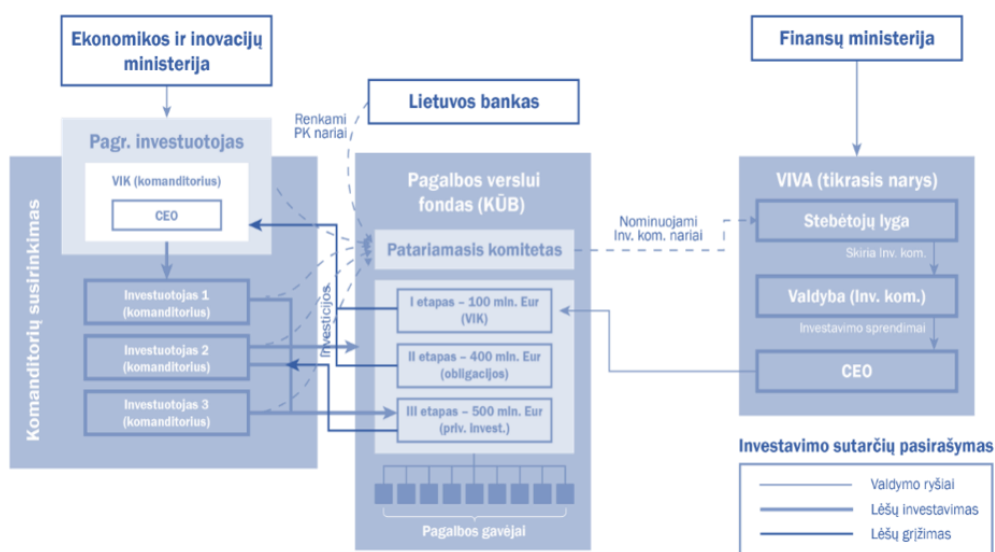 Ekonomikos ir inovacijų
ministerija
Finansų ministerija
Lietuvos bankas
Renkami
PK nariai
Pagr. investuotojas
VIK (komanditorius)
CEO
Komanditorių susirinkimas
Investuotojas 1
(komanditorius)
Investuotojas 2
(komanditorius)
Investuotojas 3
(komanditorius)
Investicijos
Pagalbos verslui
fondas (KŪB)
Patariamasis komitetas
I etapas – 100 mln. Eur
(VIK)
II etapas – 400 mln. Eur
(obligacijos)
III etapas – 500 mln. Eur
(priv. invest.)
Pagalbos gavėjai
Nominuojami
Inv. kom. nariai
VIVA (tikrasis narys)
Stebėtojų lyga
Skiria Inv. kom.
Valdyba (Inv. kom.)
Investavimo sprendimai
CEO
Investavimo sutarčių pasirašymas
Valdymo ryšiai
Lėšų investavimas
Lėšų grįžimas